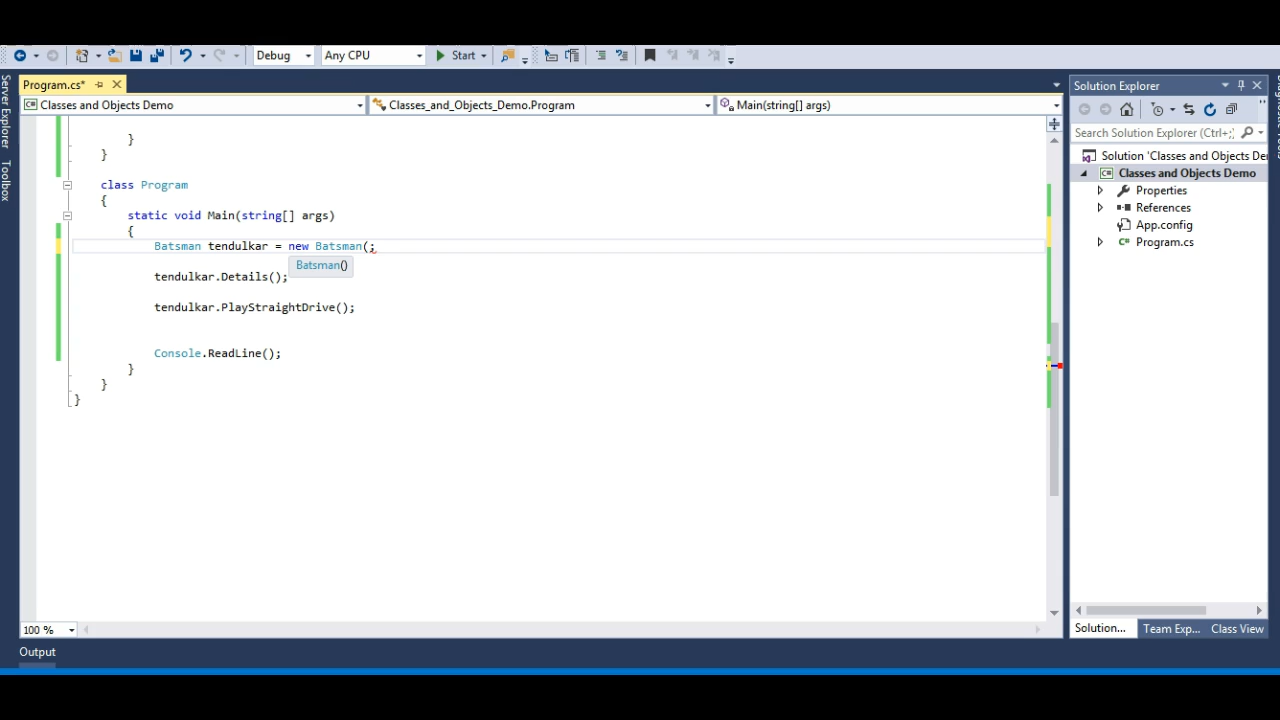 Debug Any CPU Start
Program.cs*
Classes and Objects Demo Classes_and_Objects_Demo.Program Main(string[] args)
}
}
class Program
{
static void Main(string[] args)
{
Batsman tendulkar = new Batsman(;
Batsman()
tendulkar.Details();
tendulkar.PlayStraightDrive();
Console.ReadLine();
}
}
}
100 %
Output
Server Explorer
Toolbox
Solution Explorer
Search Solution Explorer (Ctrl+;)
Solution 'Classes and Objects De
Classes and Objects Demo
Properties
References
App.config
Program.cs
Solution... Team Exp... Class View